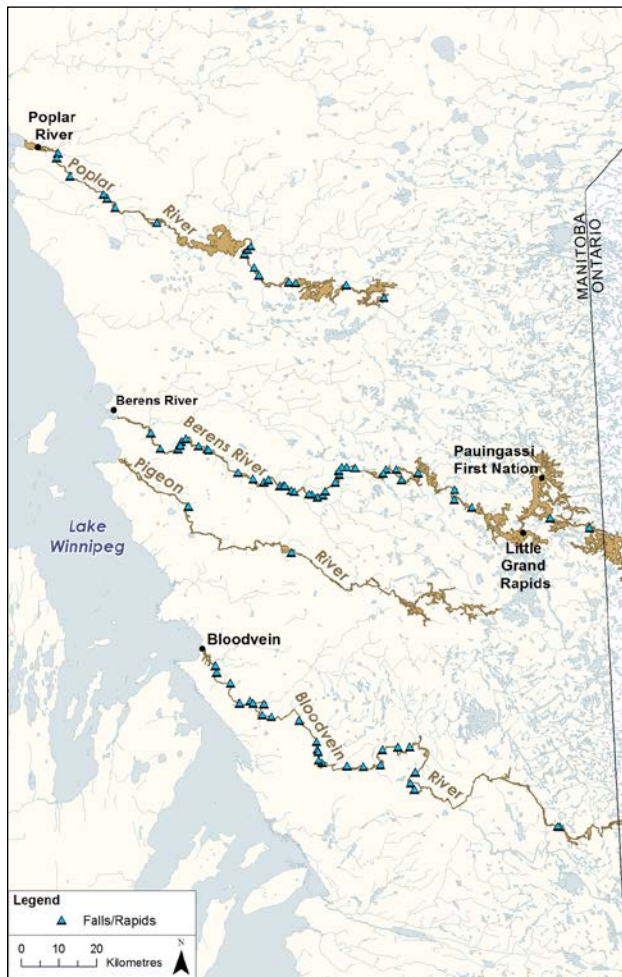 Poplar
River
Poplar
River
MANITOBA
ONTARIO
Berens River
Berens River
Pauingassi
First Nation
Pigeon
River
Lake
Winnipeg
Little
Grand
Rapids
Bloodvein
Bloodvein
River
Legend
Falls/Rapids
0 5 10 20
Kilometres
N